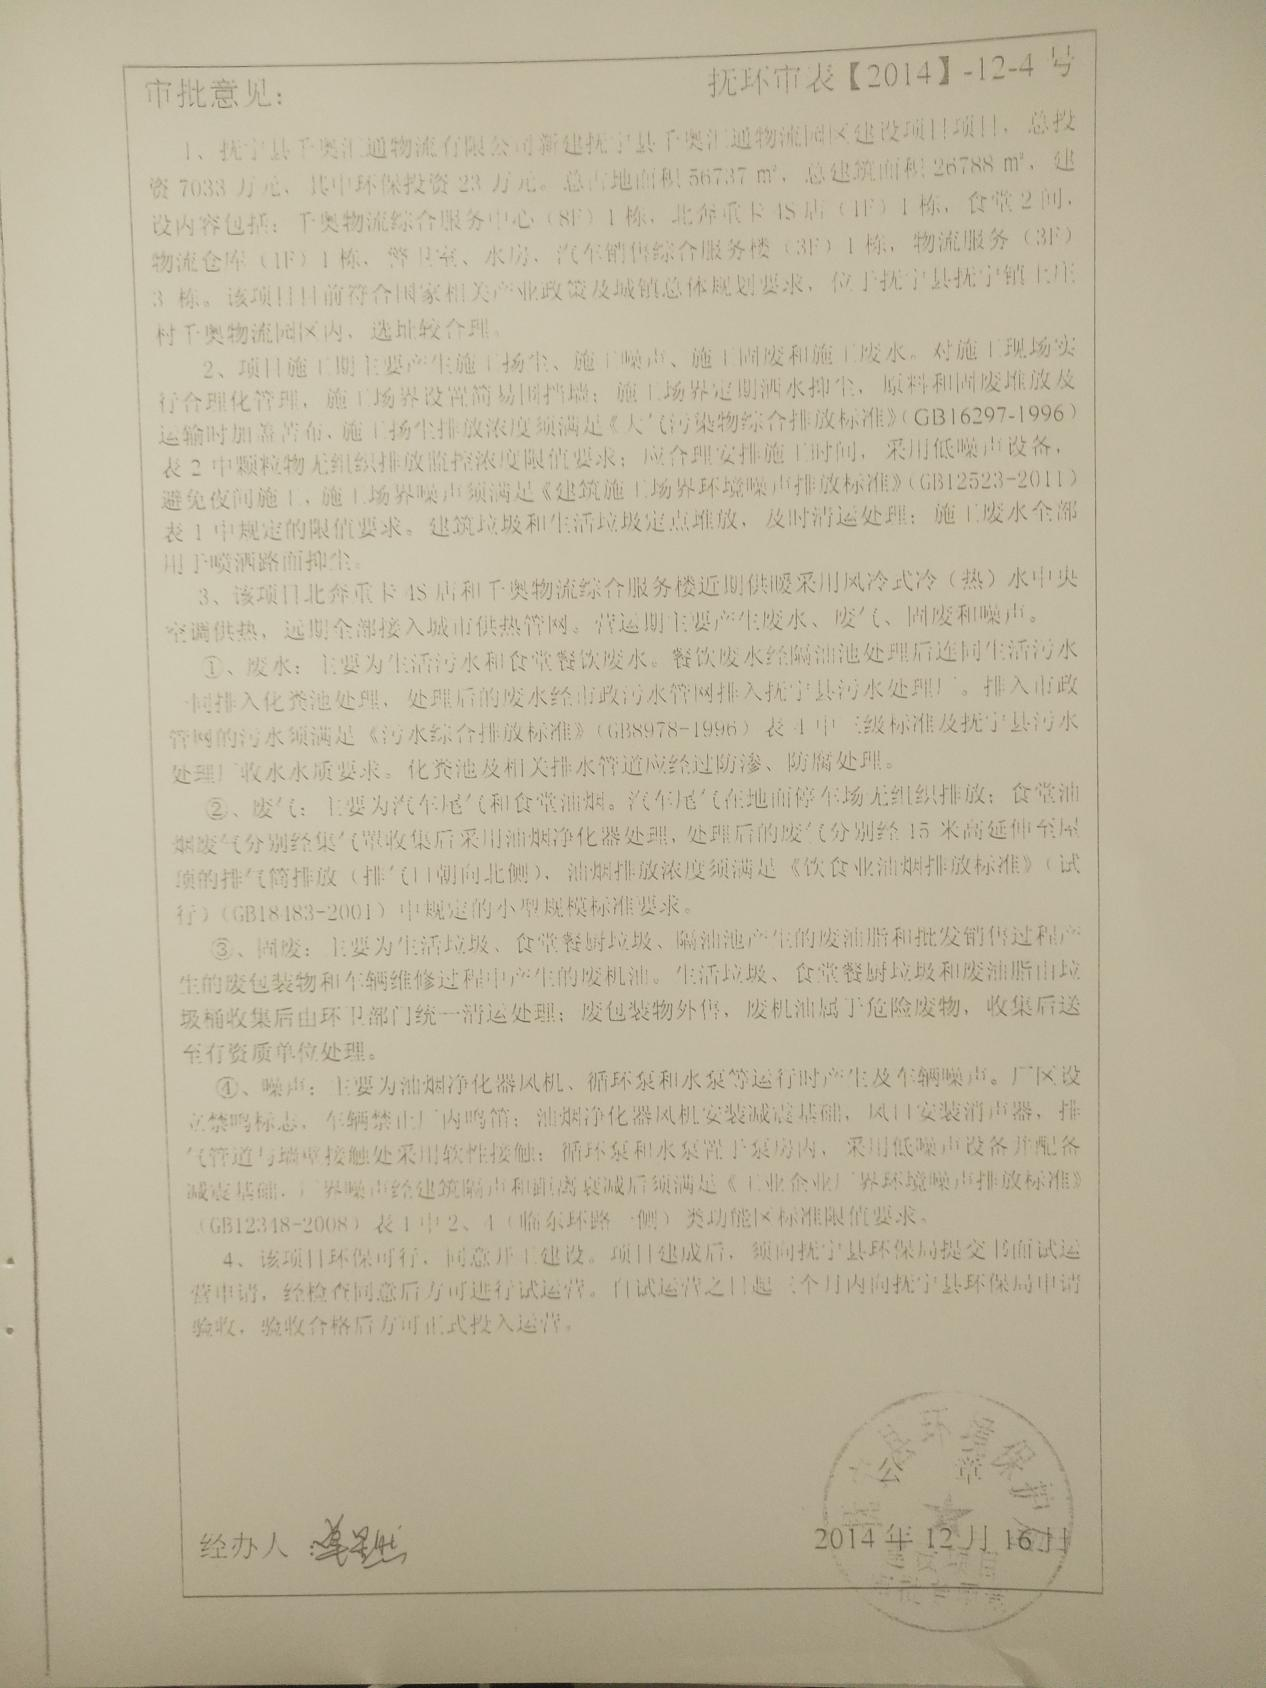 审批意见：
抚环审表【2014】-12-4 号
1、抚宁县千奥汇通物流有限公司新建抚宁县千奥汇通物流园区建设项目项目，总投
资 7033 万元，其中环保投资 23 万元。总占地面积 56737 ㎡，总建筑面积 26788 ㎡，建
设内容包括：千奥物流综合服务中心（8F）1 栋，北奔重卡 4S 店（1F）1 栋，食堂 2 间，
物流仓库（1F）1 栋，警卫室、水房、汽车销售综合服务楼（3F）1 栋，物流服务（3F）
3 栋。该项目目前符合国家相关产业政策及城镇总体规划要求，位于抚宁县抚宁镇王庄
村千奥物流园区内，选址较合理。
2、项目施工期主要产生施工扬尘、施工噪声、施工固废和施工废水。对施工现场实
行合理化管理，施工场界设置简易围挡墙；施工场界定期洒水抑尘，原料和固废堆放及
运输时加盖苫布，施工扬尘排放浓度须满足《大气污染物综合排放标准》（GB16297-1996）
表 2 中颗粒物无组织排放监控浓度限值要求；应合理安排施工时间，采用低噪声设备，
避免夜间施工，施工场界噪声须满足《建筑施工场界环境噪声排放标准》（GB12523-2011）
表 1 中规定的限值要求。建筑垃圾和生活垃圾定点堆放，及时清运处理；施工废水全部
用于喷洒路面抑尘。
3、该项目北奔重卡 4S 店和千奥物流综合服务楼近期供暖采用风冷式冷（热）水中央
空调供热，远期全部接入城市供热管网。营运期主要产生废水、废气、固废和噪声。
①、废水：主要为生活污水和食堂餐饮废水。餐饮废水经隔油池处理后连同生活污水
一同排入化粪池处理，处理后的废水经市政污水管网排入抚宁县污水处理厂。排入市政
管网的污水须满足《污水综合排放标准》（GB8978-1996）表 4 中三级标准及抚宁县污水
处理厂收水水质要求。化粪池及相关排水管道应经过防渗、防腐处理。
②、废气：主要为汽车尾气和食堂油烟。汽车尾气在地面停车场无组织排放；食堂油
烟废气分别经集气罩收集后采用油烟净化器处理，处理后的废气分别经 15 米高延伸至屋
顶的排气筒排放（排气口朝向北侧），油烟排放浓度须满足《饮食业油烟排放标准》（试
行）（GB18483-2001）中规定的小型规模标准要求。
③、固废：主要为生活垃圾、食堂餐厨垃圾、隔油池产生的废油脂和批发销售过程产
生的废包装物和车辆维修过程中产生的废机油。生活垃圾、食堂餐厨垃圾和废油脂由垃
圾桶收集后由环卫部门统一清运处理；废包装物外售，废机油属于危险废物，收集后送
至有资质单位处理。
④、噪声：主要为油烟净化器风机、循环泵和水泵等运行时产生及车辆噪声。厂区设
立禁鸣标志，车辆禁止厂内鸣笛；油烟净化器风机安装减震基础，风口安装消声器，排
气管道与墙壁接触处采用软性接触；循环泵和水泵置于泵房内，采用低噪声设备并配备
减震基础，厂界噪声经建筑隔声和距离衰减后须满足《工业企业厂界环境噪声排放标准》
（GB12348-2008）表 1 中 2、4（临东环路一侧）类功能区标准限值要求。
4、该项目环保可行，同意开工建设。项目建成后，须向抚宁县环保局提交书面试运
营申请，经检查同意后方可进行试运营。自试运营之日起三个月内向抚宁县环保局申请
验收，验收合格后方可正式投入运营。
县环境保
公 章
经办人
2014 年 12 月 16 日
建设项目